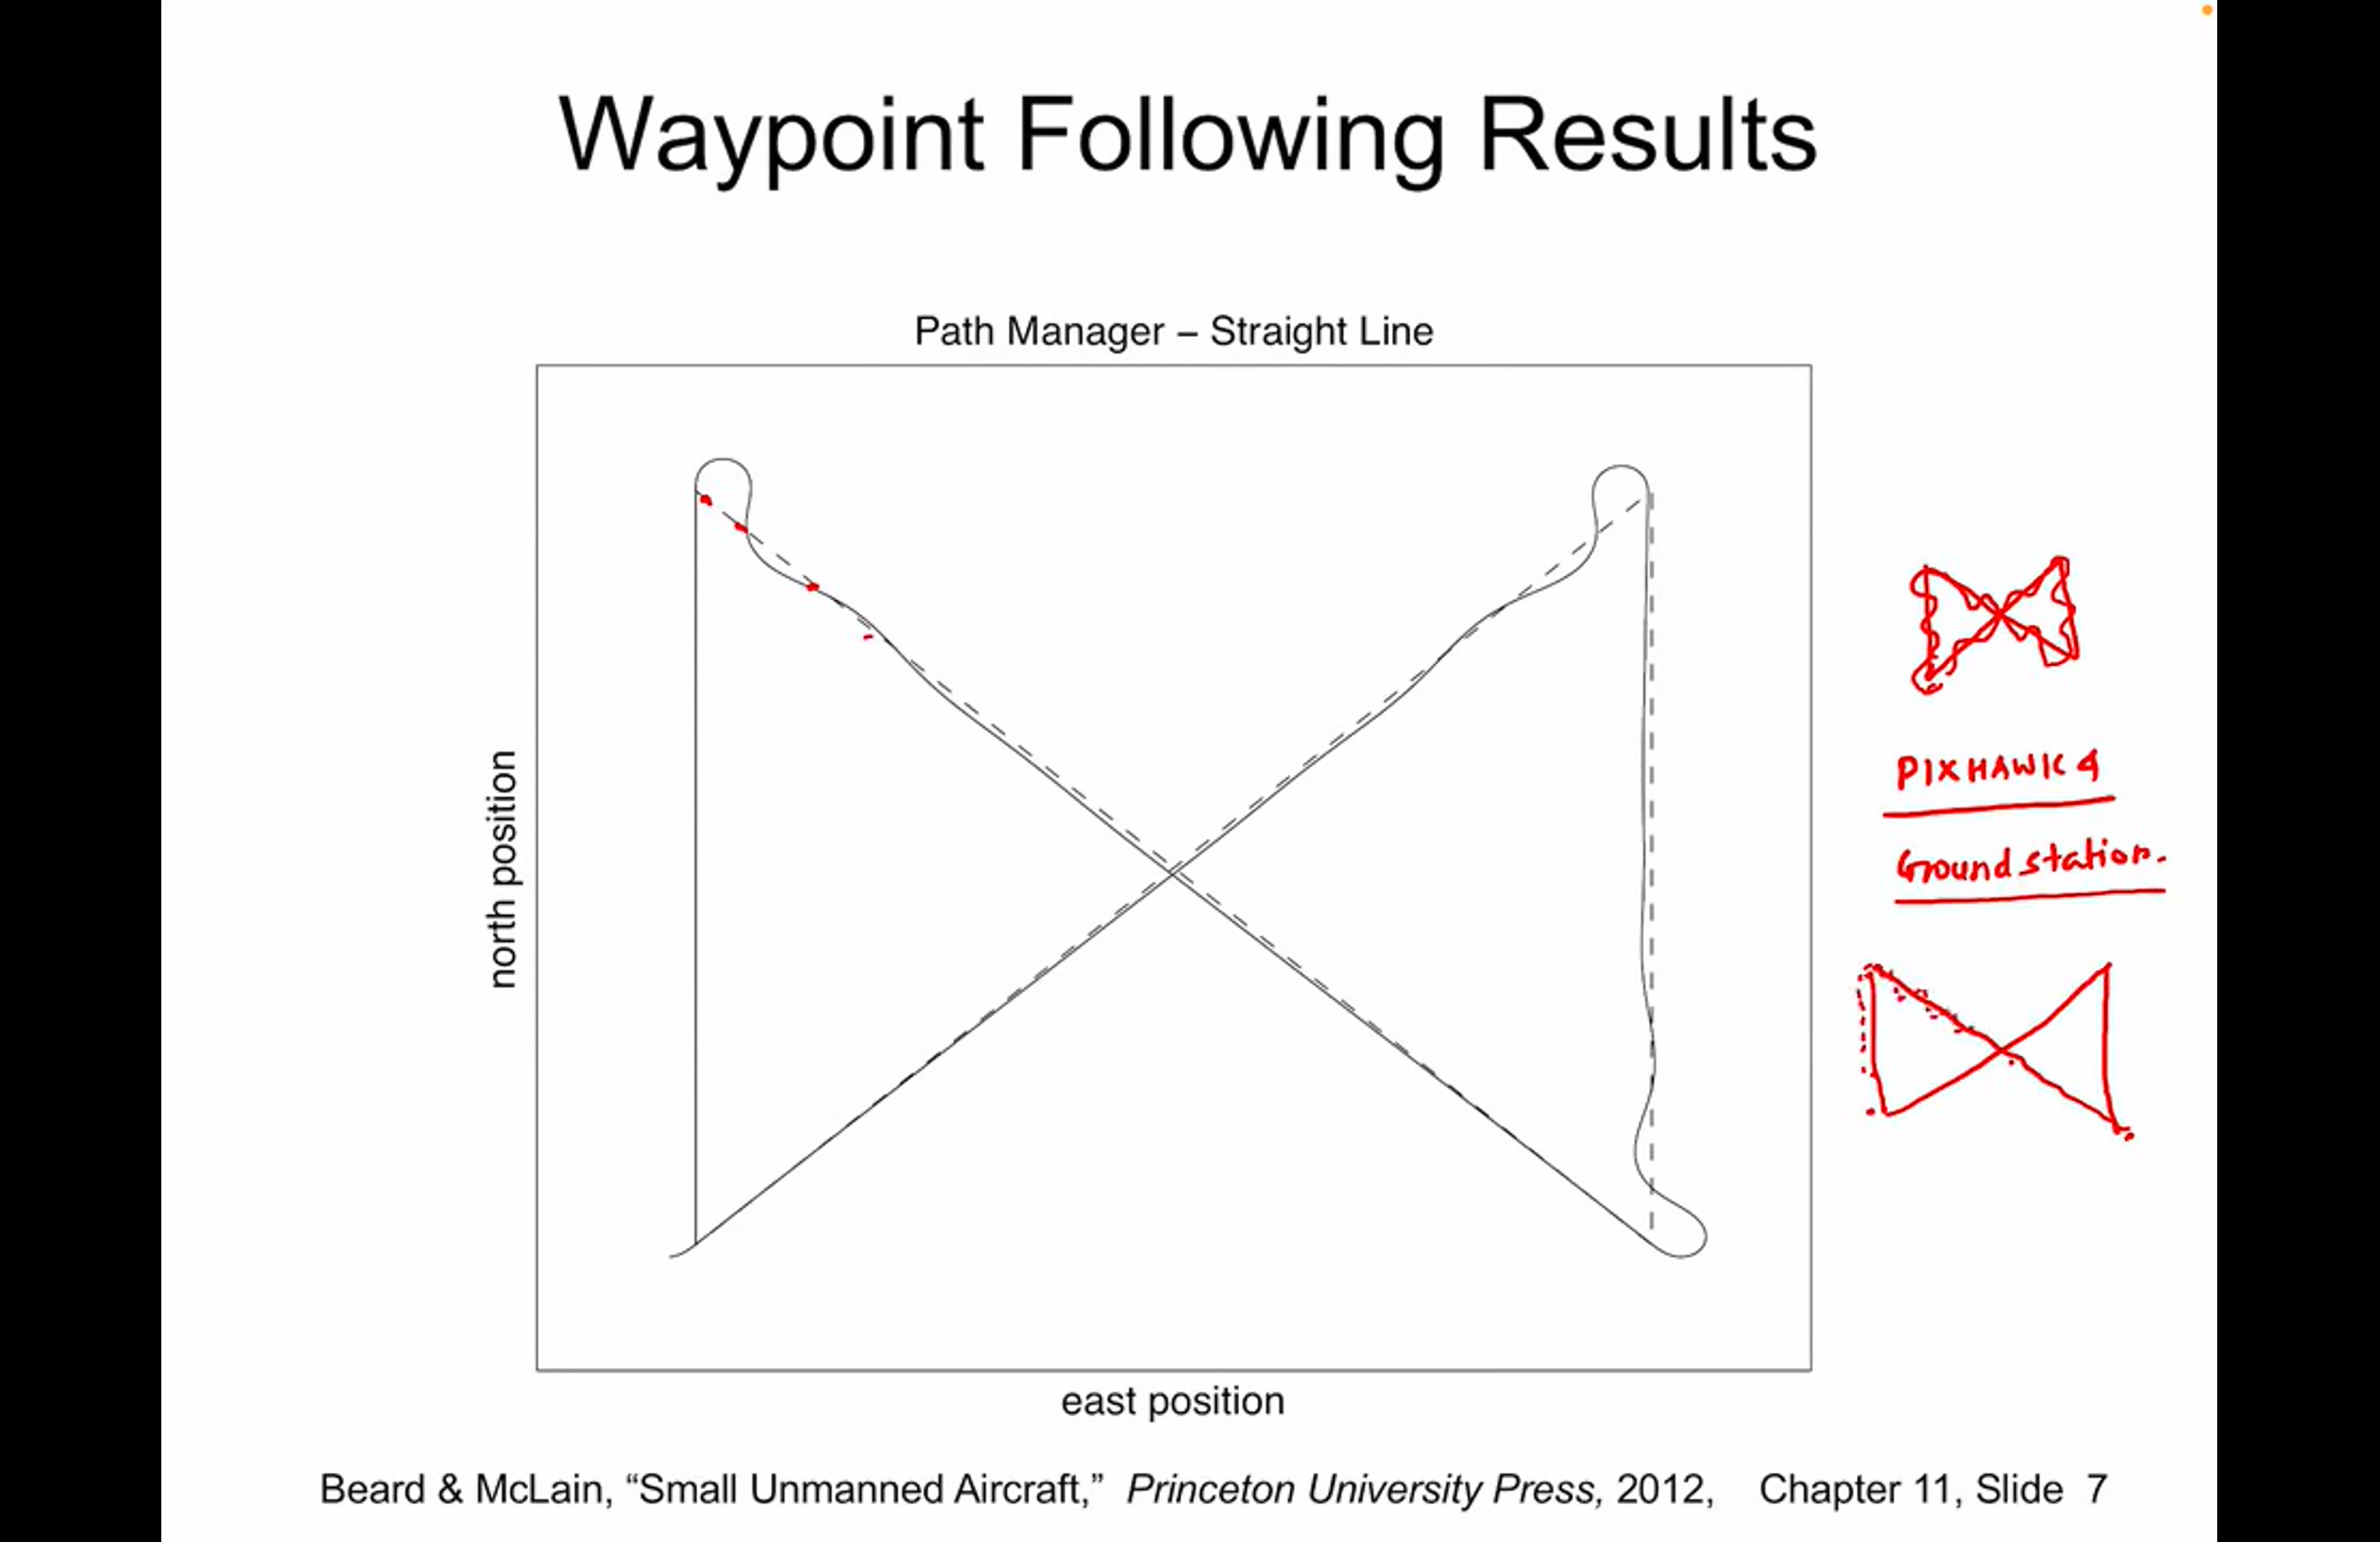 Waypoint Following Results
Path Manager – Straight Line
north position
east position
PIXHAWK 4
Ground station.
Beard & McLain, “Small Unmanned Aircraft,” Princeton University Press, 2012, Chapter 11, Slide 7